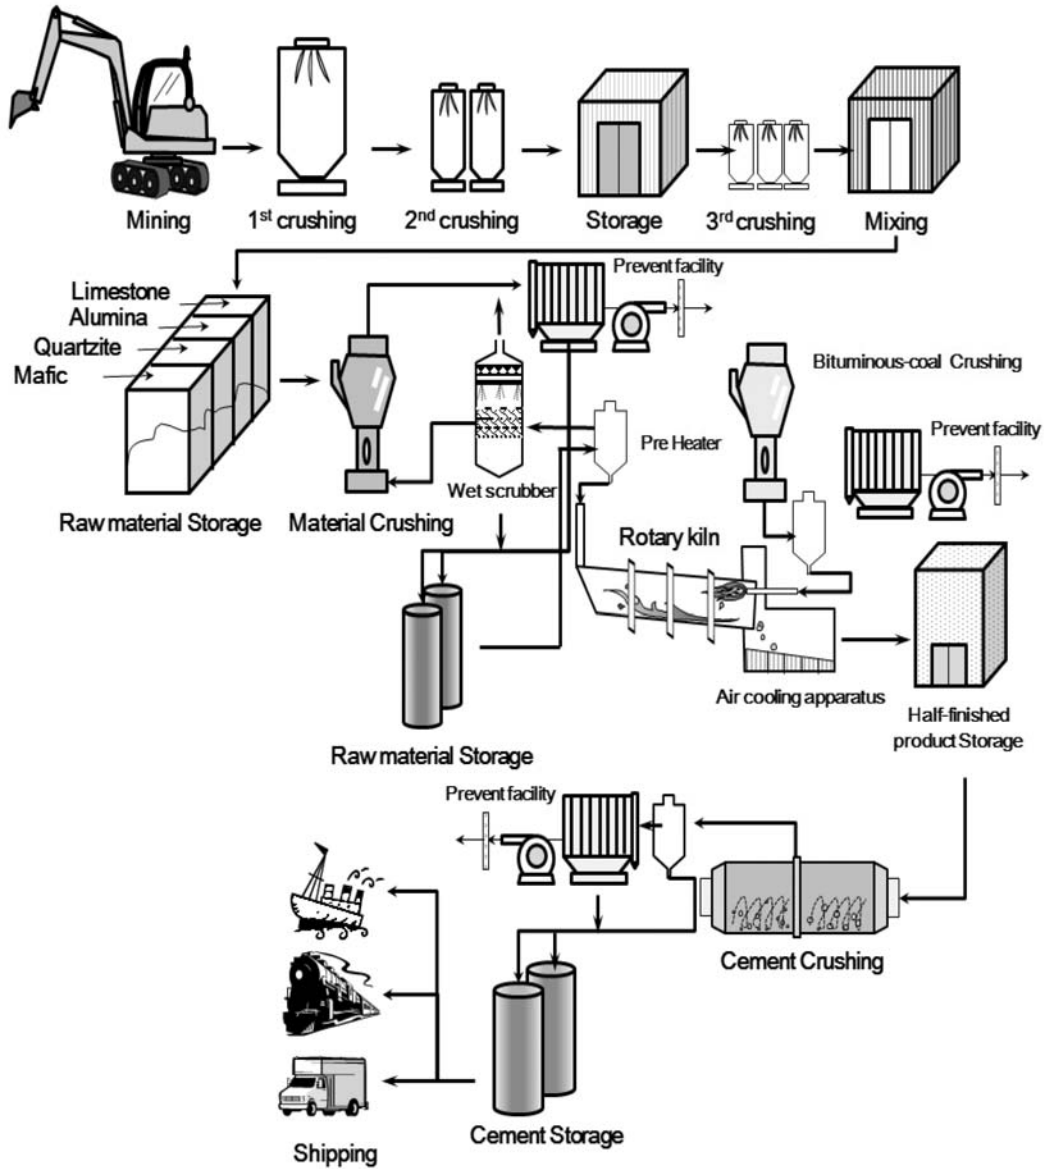 Mining
1st crushing
2nd crushing
Storage
3rd crushing
Mixing
Prevent facility
Limestone
Alumina
Quartzite
Mafic
Bituminous-coal Crushing
Prevent facility
Pre Heater
Wet scrubber
Raw material Storage
Material Crushing
Rotary kiln
Air cooling apparatus
Half-finished
product Storage
Raw material Storage
Prevent facility
Cement Crushing
Cement Storage
Shipping